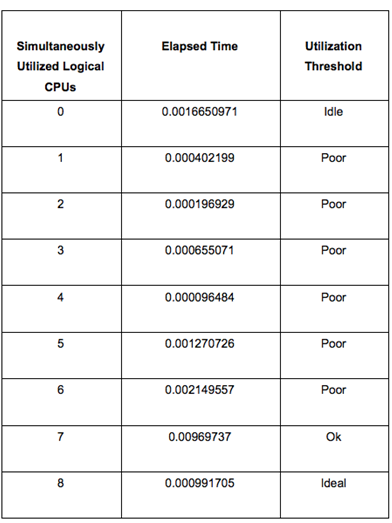 Simultaneously Utilized Logical CPUs Elapsed Time Utilization Threshold
0 0.0016650971 Idle
1 0.000402199 Poor
2 0.000196929 Poor
3 0.000655071 Poor
4 0.000096484 Poor
5 0.001270726 Poor
6 0.002149557 Poor
7 0.00969737 Ok
8 0.000991705 Ideal